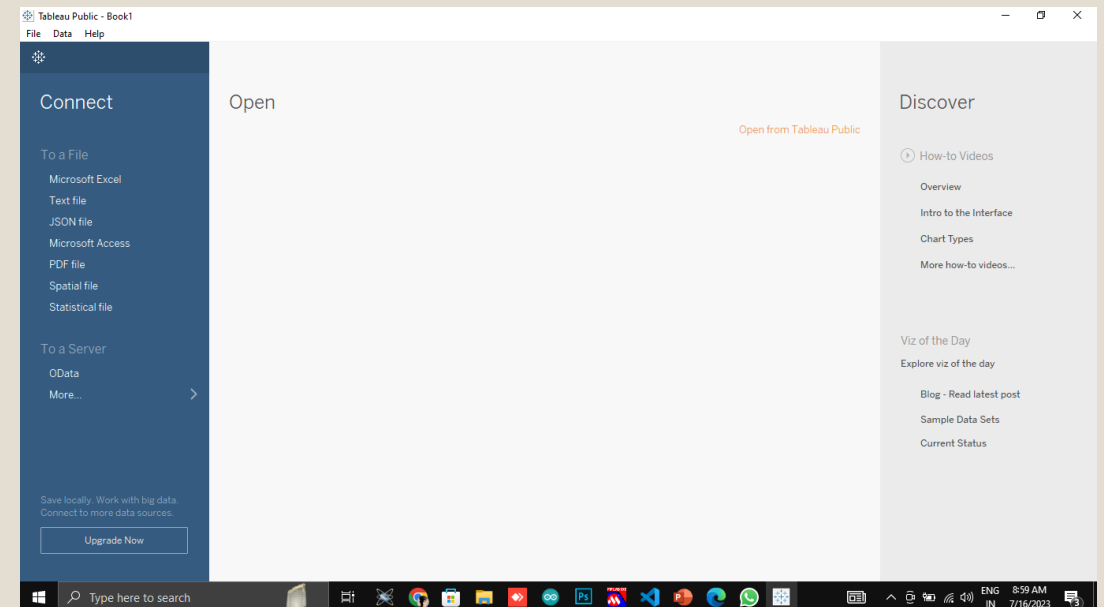 Tableau Public - Book1
File Data Help
Connect
To a File
Microsoft Excel
Text file
JSON file
Microsoft Access
PDF file
Spatial file
Statistical file
To a Server
OData
More...
Save locally. Work with big data.
Connect to more data sources.
Upgrade Now
Open
Open from Tableau Public
Discover
How-to Videos
Overview
Intro to the Interface
Chart Types
More how-to videos...
Viz of the Day
Explore viz of the day
Blog - Read latest post
Sample Data Sets
Current Status
Type here to search
Ps
ENG
IN
8:59 AM
7/16/2023
3